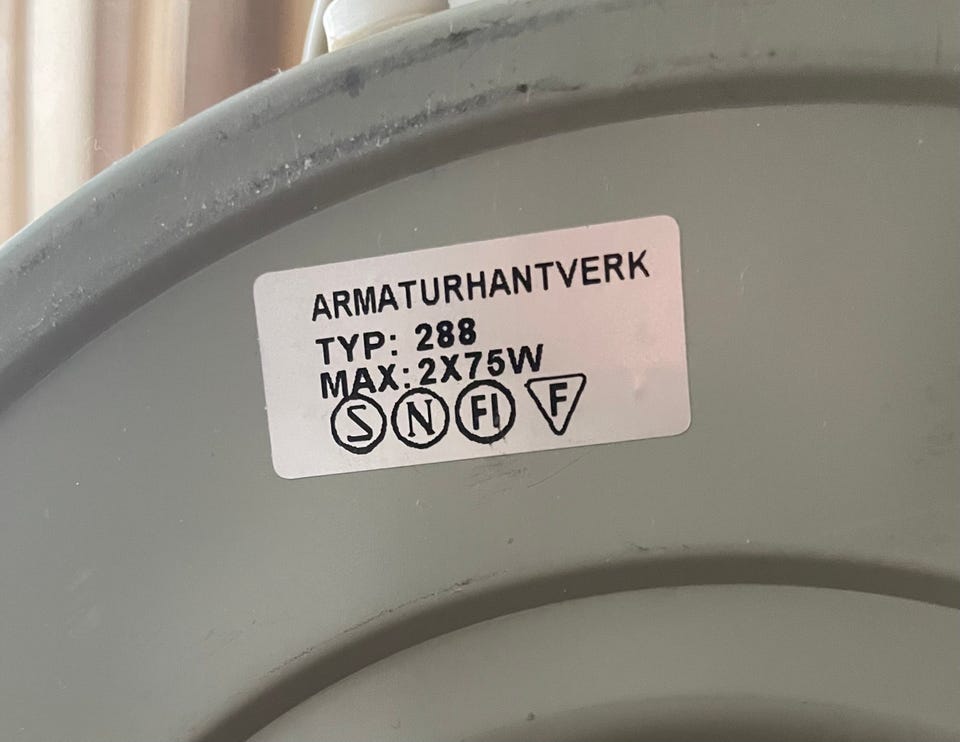 ARMATURHANTVERK
TYP: 288
MAX: 2X75W
S N FI F